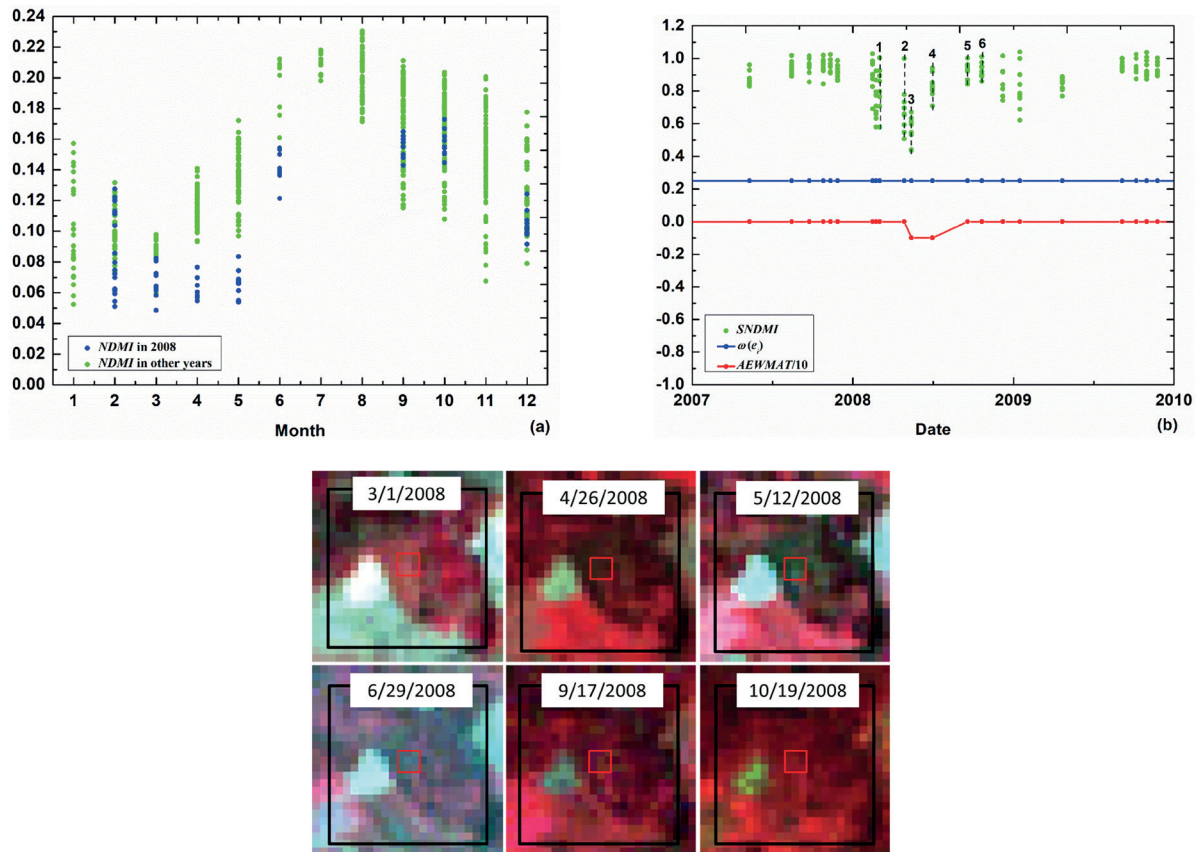 0.24
0.22
0.20
0.18
0.16
0.14
0.12
0.10
0.08
0.06
0.04
0.02
0.00
NDMI in 2008
NDMI in other years
1 2 3 4 5 6 7 8 9 10 11 12
Month
(a)
1.2
1.0
0.8
0.6
0.4
0.2
0.0
-0.2
-0.4
-0.6
-0.8
-1.0
1 2 3 4 5 6
SNDMI
ω(eᵢ)
AEWMAT/10
2007 2008 2009 2010
Date
(b)
3/1/2008 4/26/2008 5/12/2008
6/29/2008 9/17/2008 10/19/2008